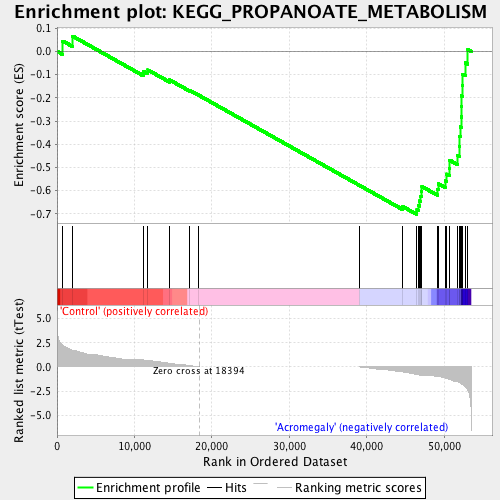 Enrichment plot: KEGG_PROPANOATE_METABOLISM
Enrichment score (ES)
0.1
0.0
-0.1
-0.2
-0.3
-0.4
-0.5
-0.6
-0.7
'Control' (positively correlated)
Ranked list metric (tTest)
5.0
2.5
0.0
-2.5
-5.0
Zero cross at 18394
'Acromegaly' (negatively correlated)
0
10,000
20,000
30,000
40,000
50,000
Rank in Ordered Dataset
Enrichment profile
Hits
Ranking metric scores